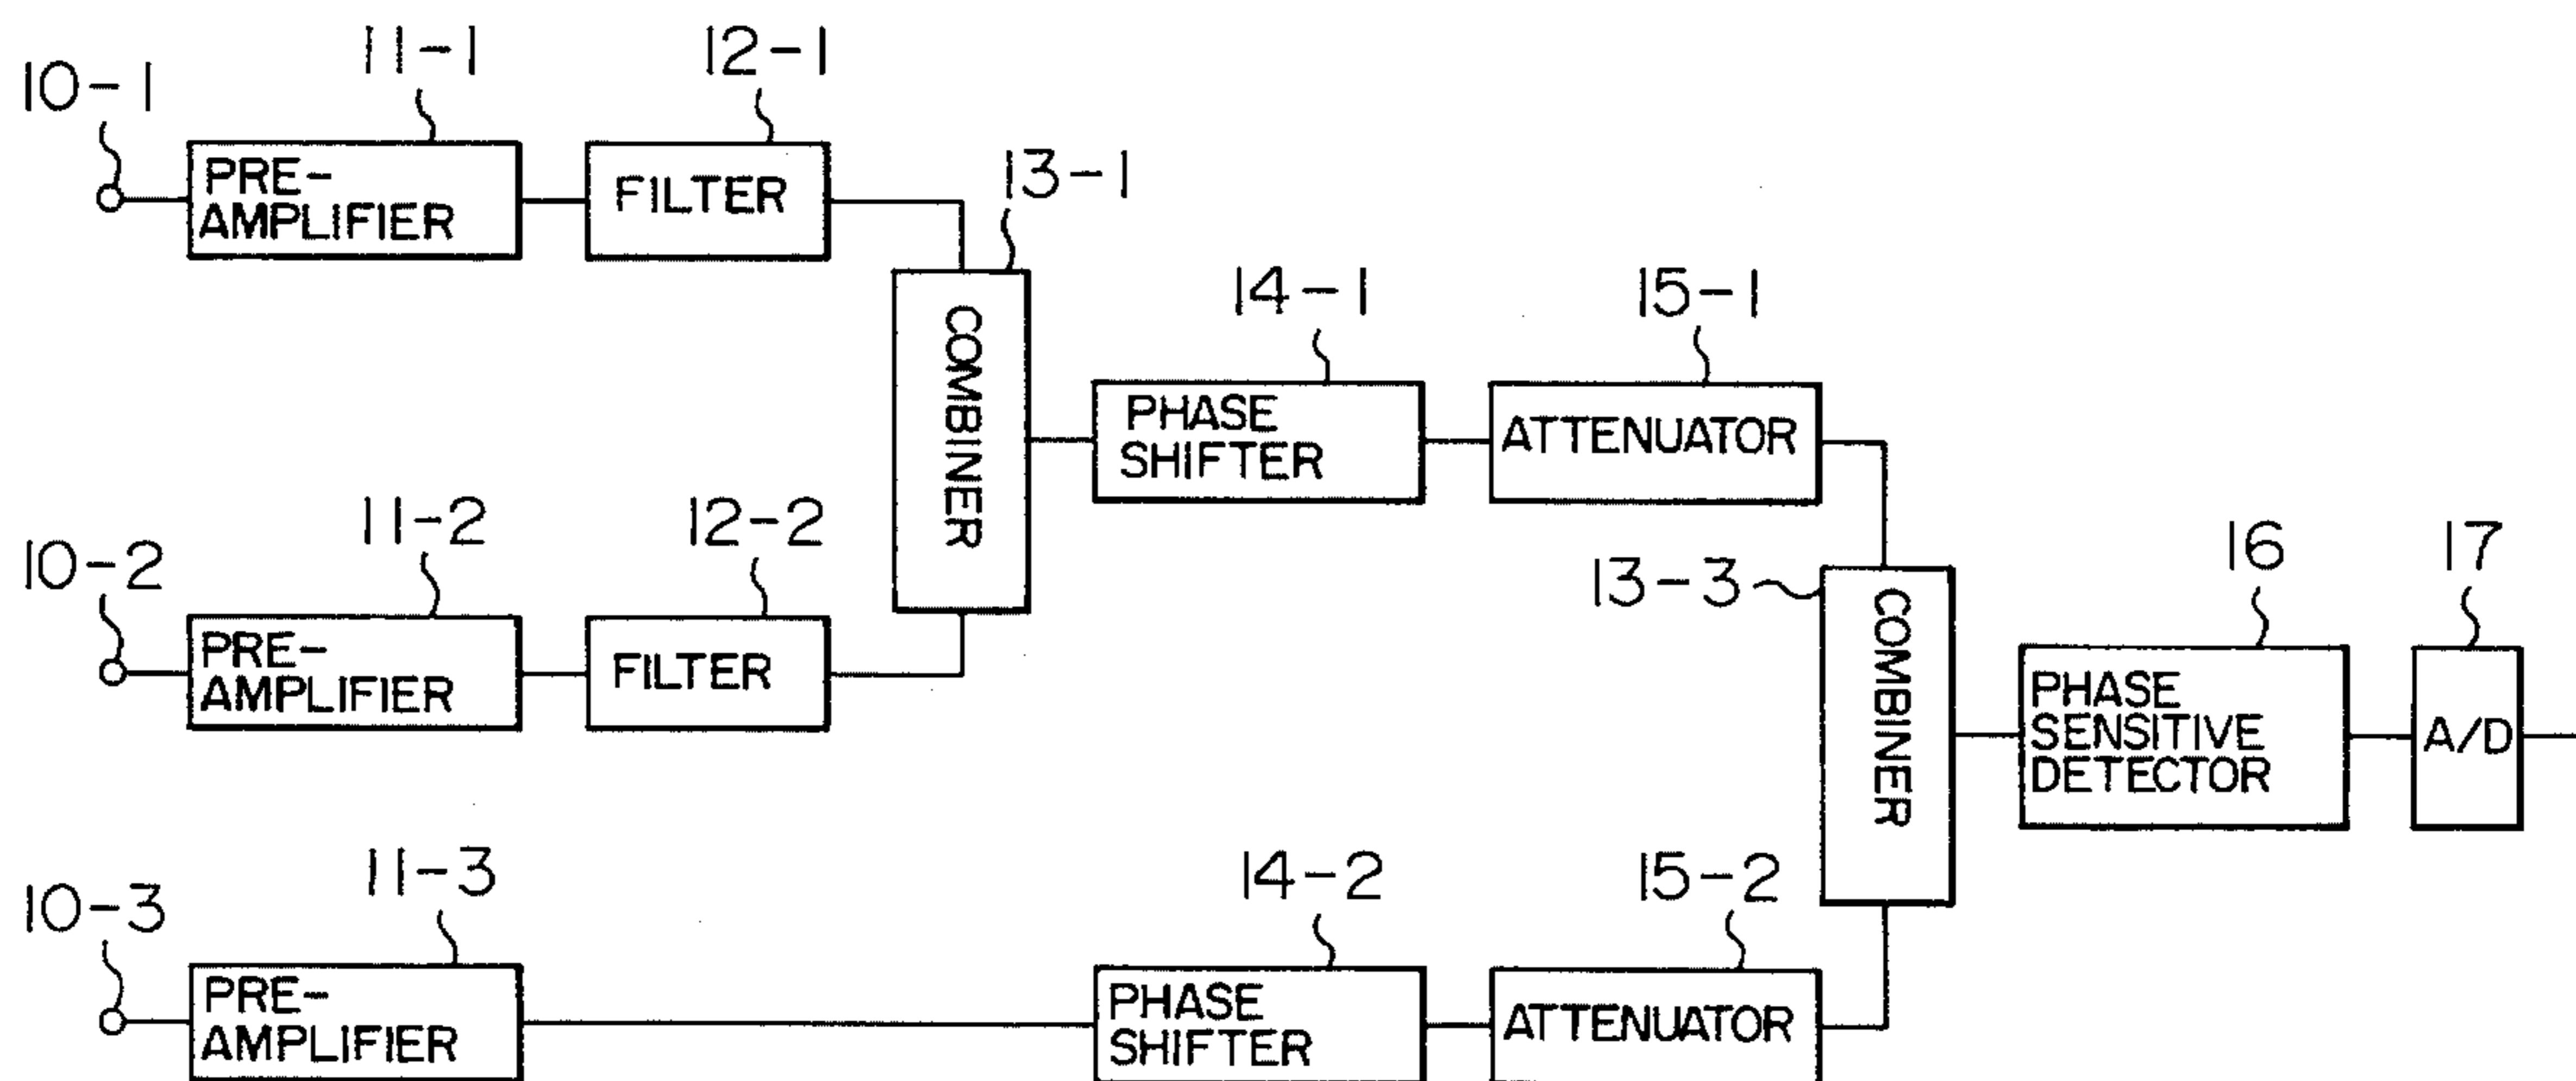 10-1
11-1
12-1
PRE-
AMPLIFIER
FILTER
13-1
COMBINER
14-1
15-1
PHASE
SHIFTER
ATTENUATOR
10-2
11-2
12-2
PRE-
AMPLIFIER
FILTER
13-3
COMBINER
16
17
PHASE
SENSITIVE
DETECTOR
A/D
10-3
11-3
14-2
15-2
PRE-
AMPLIFIER
PHASE
SHIFTER
ATTENUATOR